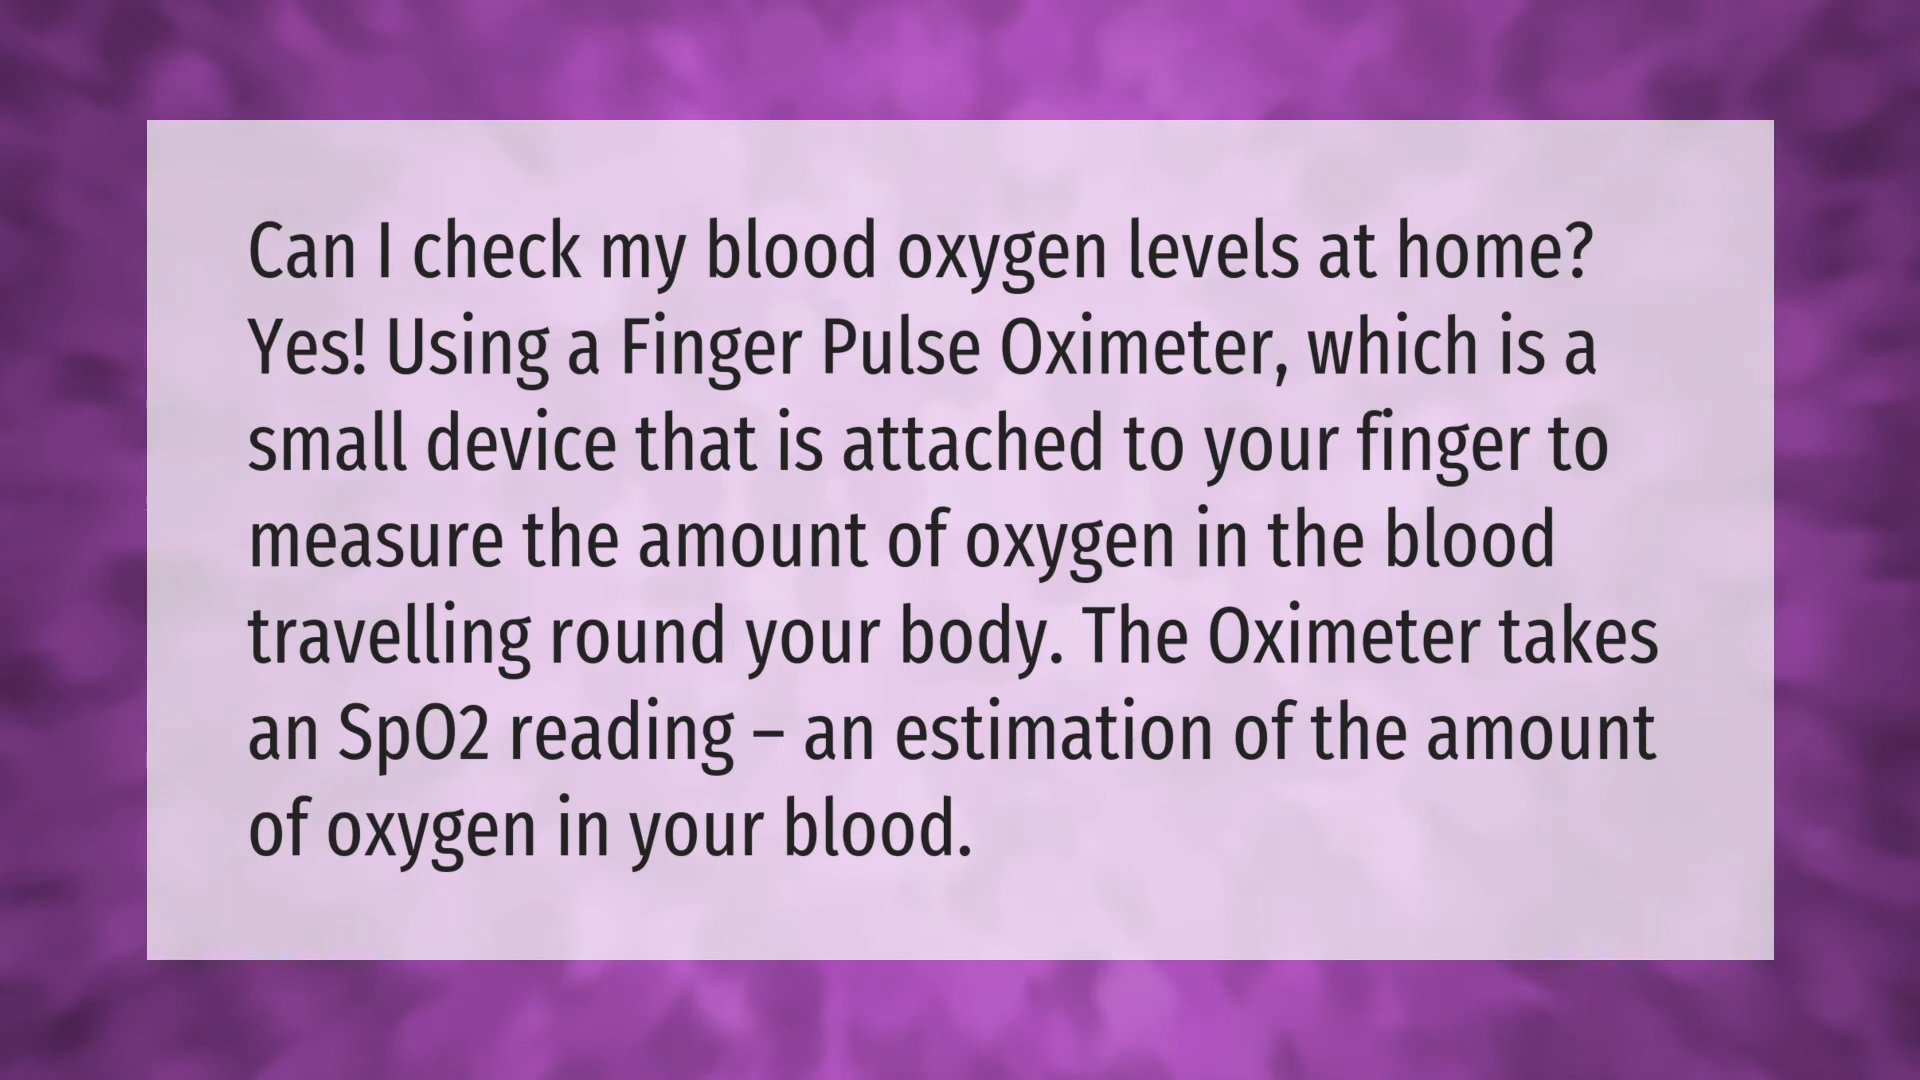 Can I check my blood oxygen levels at home?
Yes! Using a Finger Pulse Oximeter, which is a
small device that is attached to your finger to
measure the amount of oxygen in the blood
travelling round your body. The Oximeter takes
an SpO2 reading – an estimation of the amount
of oxygen in your blood.